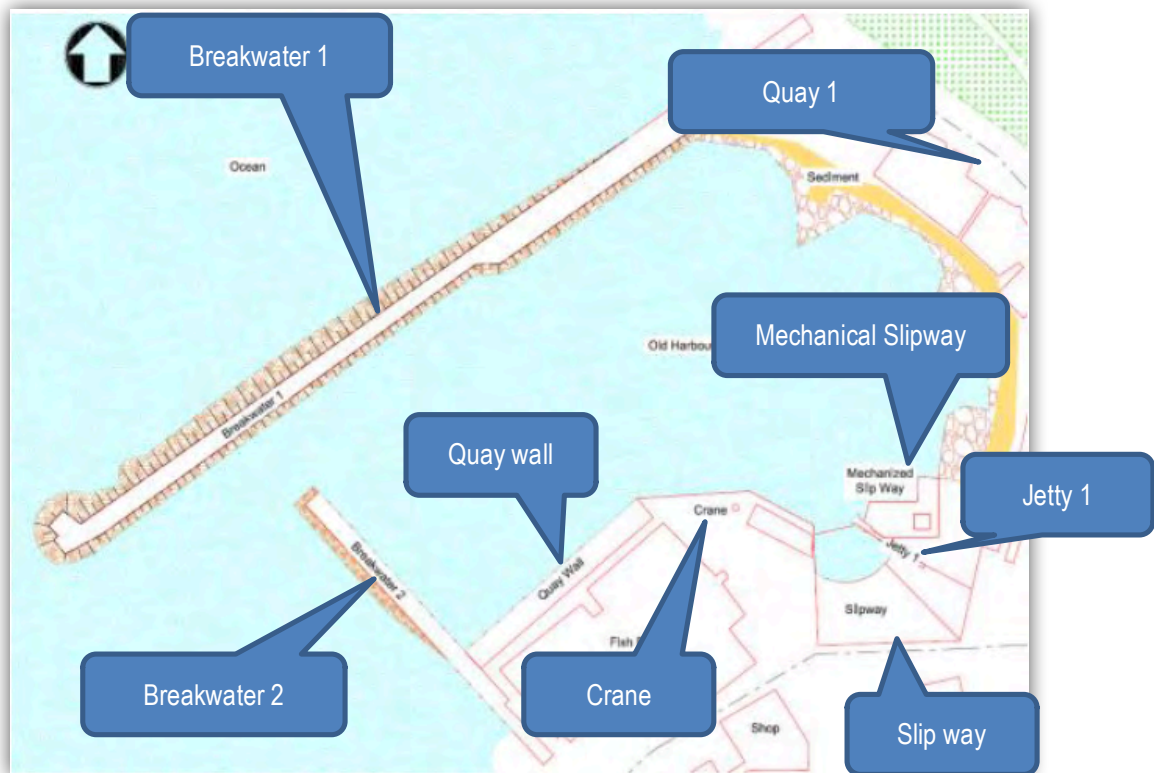 Breakwater 1
Quay 1
Ocean
Sediment
Mechanical Slipway
Old Harbou
Breakwater 1
Quay wall
Mechanized
Slip Way
Jetty 1
Crane
Jetty 1
Breakwater 2
Quay Wall
Slipway
Fish
Breakwater 2
Crane
Shop
Slip way